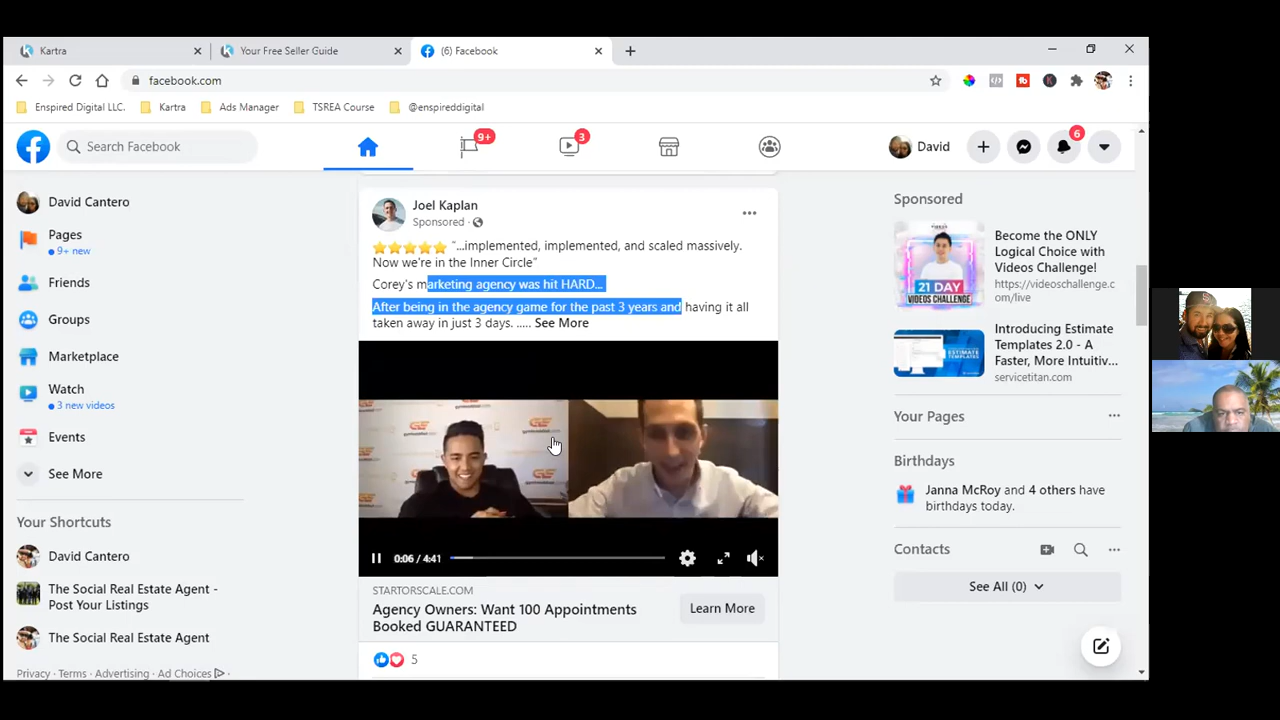 Kartra
Your Free Seller Guide
(6) Facebook
facebook.com
Enspired Digital LLC.
Kartra
Ads Manager
TSREA Course
@enspireddigital
Search Facebook
9+
3
David
6
David Cantero
Pages
9+ new
Friends
Groups
Marketplace
Watch
3 new videos
Events
See More
Your Shortcuts
David Cantero
The Social Real Estate Agent -
Post Your Listings
The Social Real Estate Agent
Privacy · Terms · Advertising · Ad Choices ·
Joel Kaplan
Sponsored ·
"...implemented, implemented, and scaled massively.
Now we're in the Inner Circle"
Corey's marketing agency was hit HARD...
After being in the agency game for the past 3 years and having it all
taken away in just 3 days. ..... See More
0:06 / 4:41
STARTORSCALE.COM
Agency Owners: Want 100 Appointments
Booked GUARANTEED
Learn More
5
Sponsored
21 DAY
VIDEOS CHALLENGE
Become the ONLY
Logical Choice with
Videos Challenge!
https://videoschallenge.c
om/live
Introducing Estimate
Templates 2.0 - A
Faster, More Intuitiv...
servicetitan.com
Your Pages
Birthdays
Janna McRoy and 4 others have
birthdays today.
Contacts
See All (0)